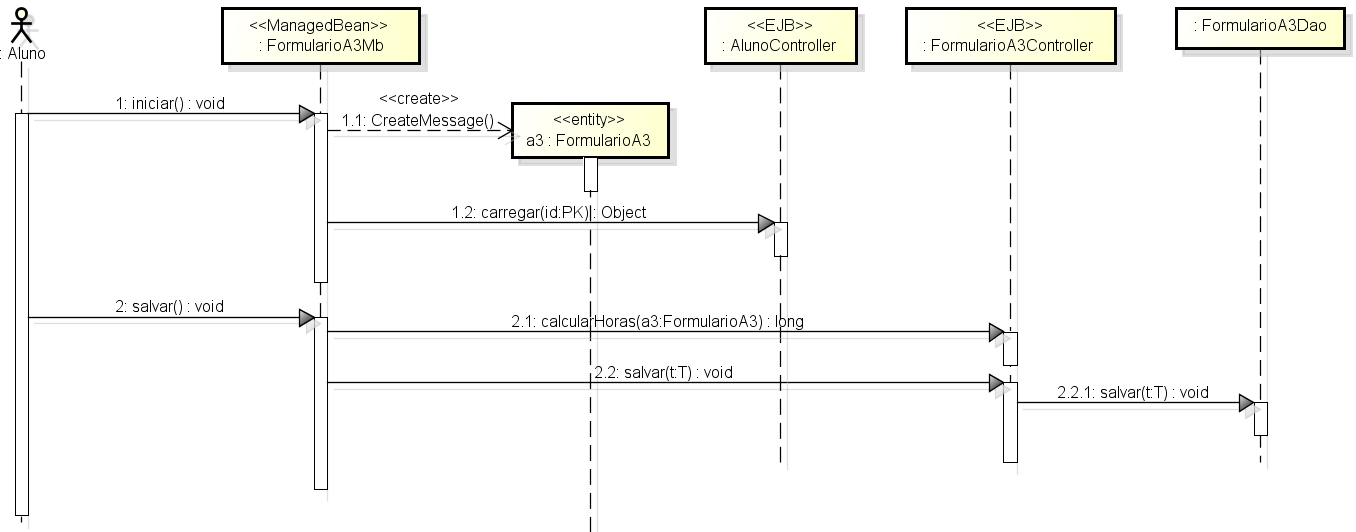 : Aluno
<<ManagedBean>>
: FormularioA3Mb
<<EJB>>
: AlunoController
<<EJB>>
: FormularioA3Controller
: FormularioA3Dao
1: iniciar() : void
<<create>>
1.1: CreateMessage()
<<entity>>
a3 : FormularioA3
1.2: carregar(id:PK) : Object
2: salvar() : void
2.1: calcularHoras(a3:FormularioA3) : long
2.2: salvar(t:T) : void
2.2.1: salvar(t:T) : void